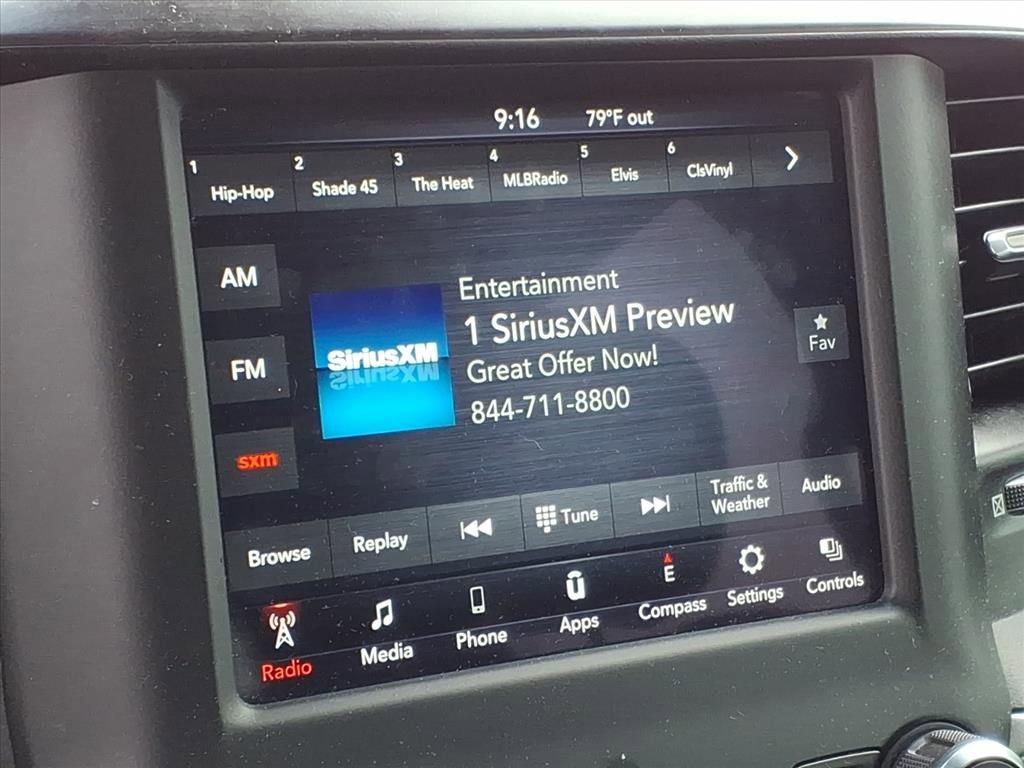 9:16 79°F out
1 Hip-Hop 2 Shade 45 3 The Heat 4 MLBRadio 5 Elvis 6 ClsVinyl
AM
FM
sxm
SiriusXM
Entertainment
1 SiriusXM Preview
Great Offer Now!
844-711-8800
Fav
Browse Replay Tune Traffic & Weather Audio
Radio Media Phone Apps E Compass Settings Controls